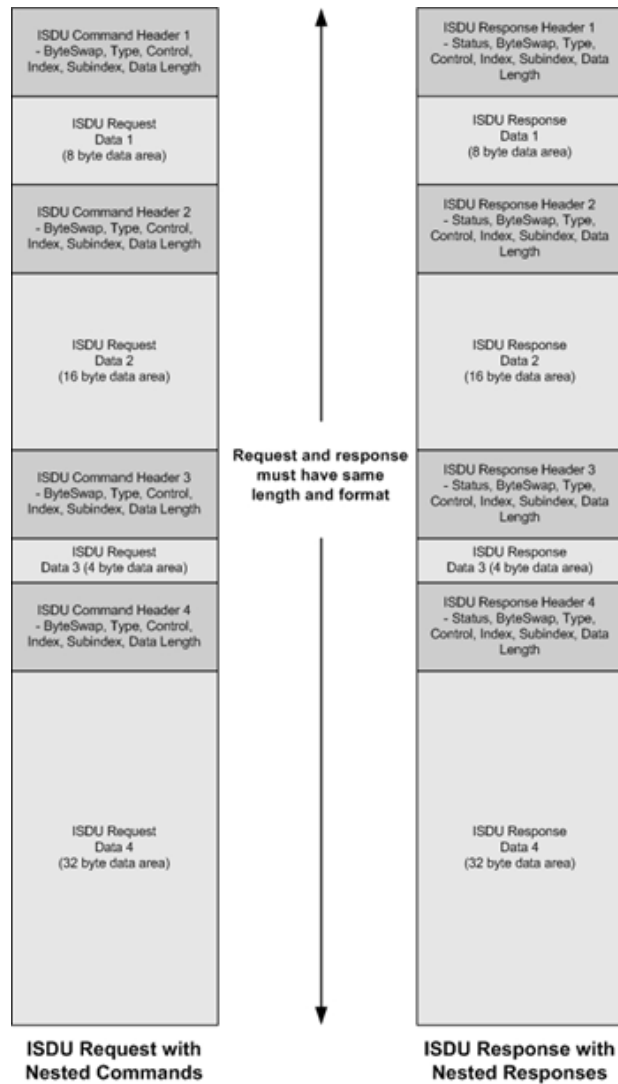 ISDU Command Header 1
- ByteSwap, Type, Control,
Index, Subindex, Data Length
ISDU Request
Data 1
(8 byte data area)
ISDU Command Header 2
- ByteSwap, Type, Control,
Index, Subindex, Data Length
ISDU Request
Data 2
(16 byte data area)
ISDU Command Header 3
- ByteSwap, Type, Control,
Index, Subindex, Data Length
ISDU Request
Data 3 (4 byte data area)
ISDU Command Header 4
- ByteSwap, Type, Control,
Index, Subindex, Data Length
ISDU Request
Data 4
(32 byte data area)
ISDU Request with
Nested Commands
Request and response
must have same
length and format
ISDU Response Header 1
- Status, ByteSwap, Type,
Control, Index, Subindex, Data
Length
ISDU Response
Data 1
(8 byte data area)
ISDU Response Header 2
- Status, ByteSwap, Type,
Control, Index, Subindex, Data
Length
ISDU Response
Data 2
(16 byte data area)
ISDU Response Header 3
- Status, ByteSwap, Type,
Control, Index, Subindex, Data
Length
ISDU Response
Data 3 (4 byte data area)
ISDU Response Header 4
- Status, ByteSwap, Type,
Control, Index, Subindex, Data
Length
ISDU Response
Data 4
(32 byte data area)
ISDU Response with
Nested Responses